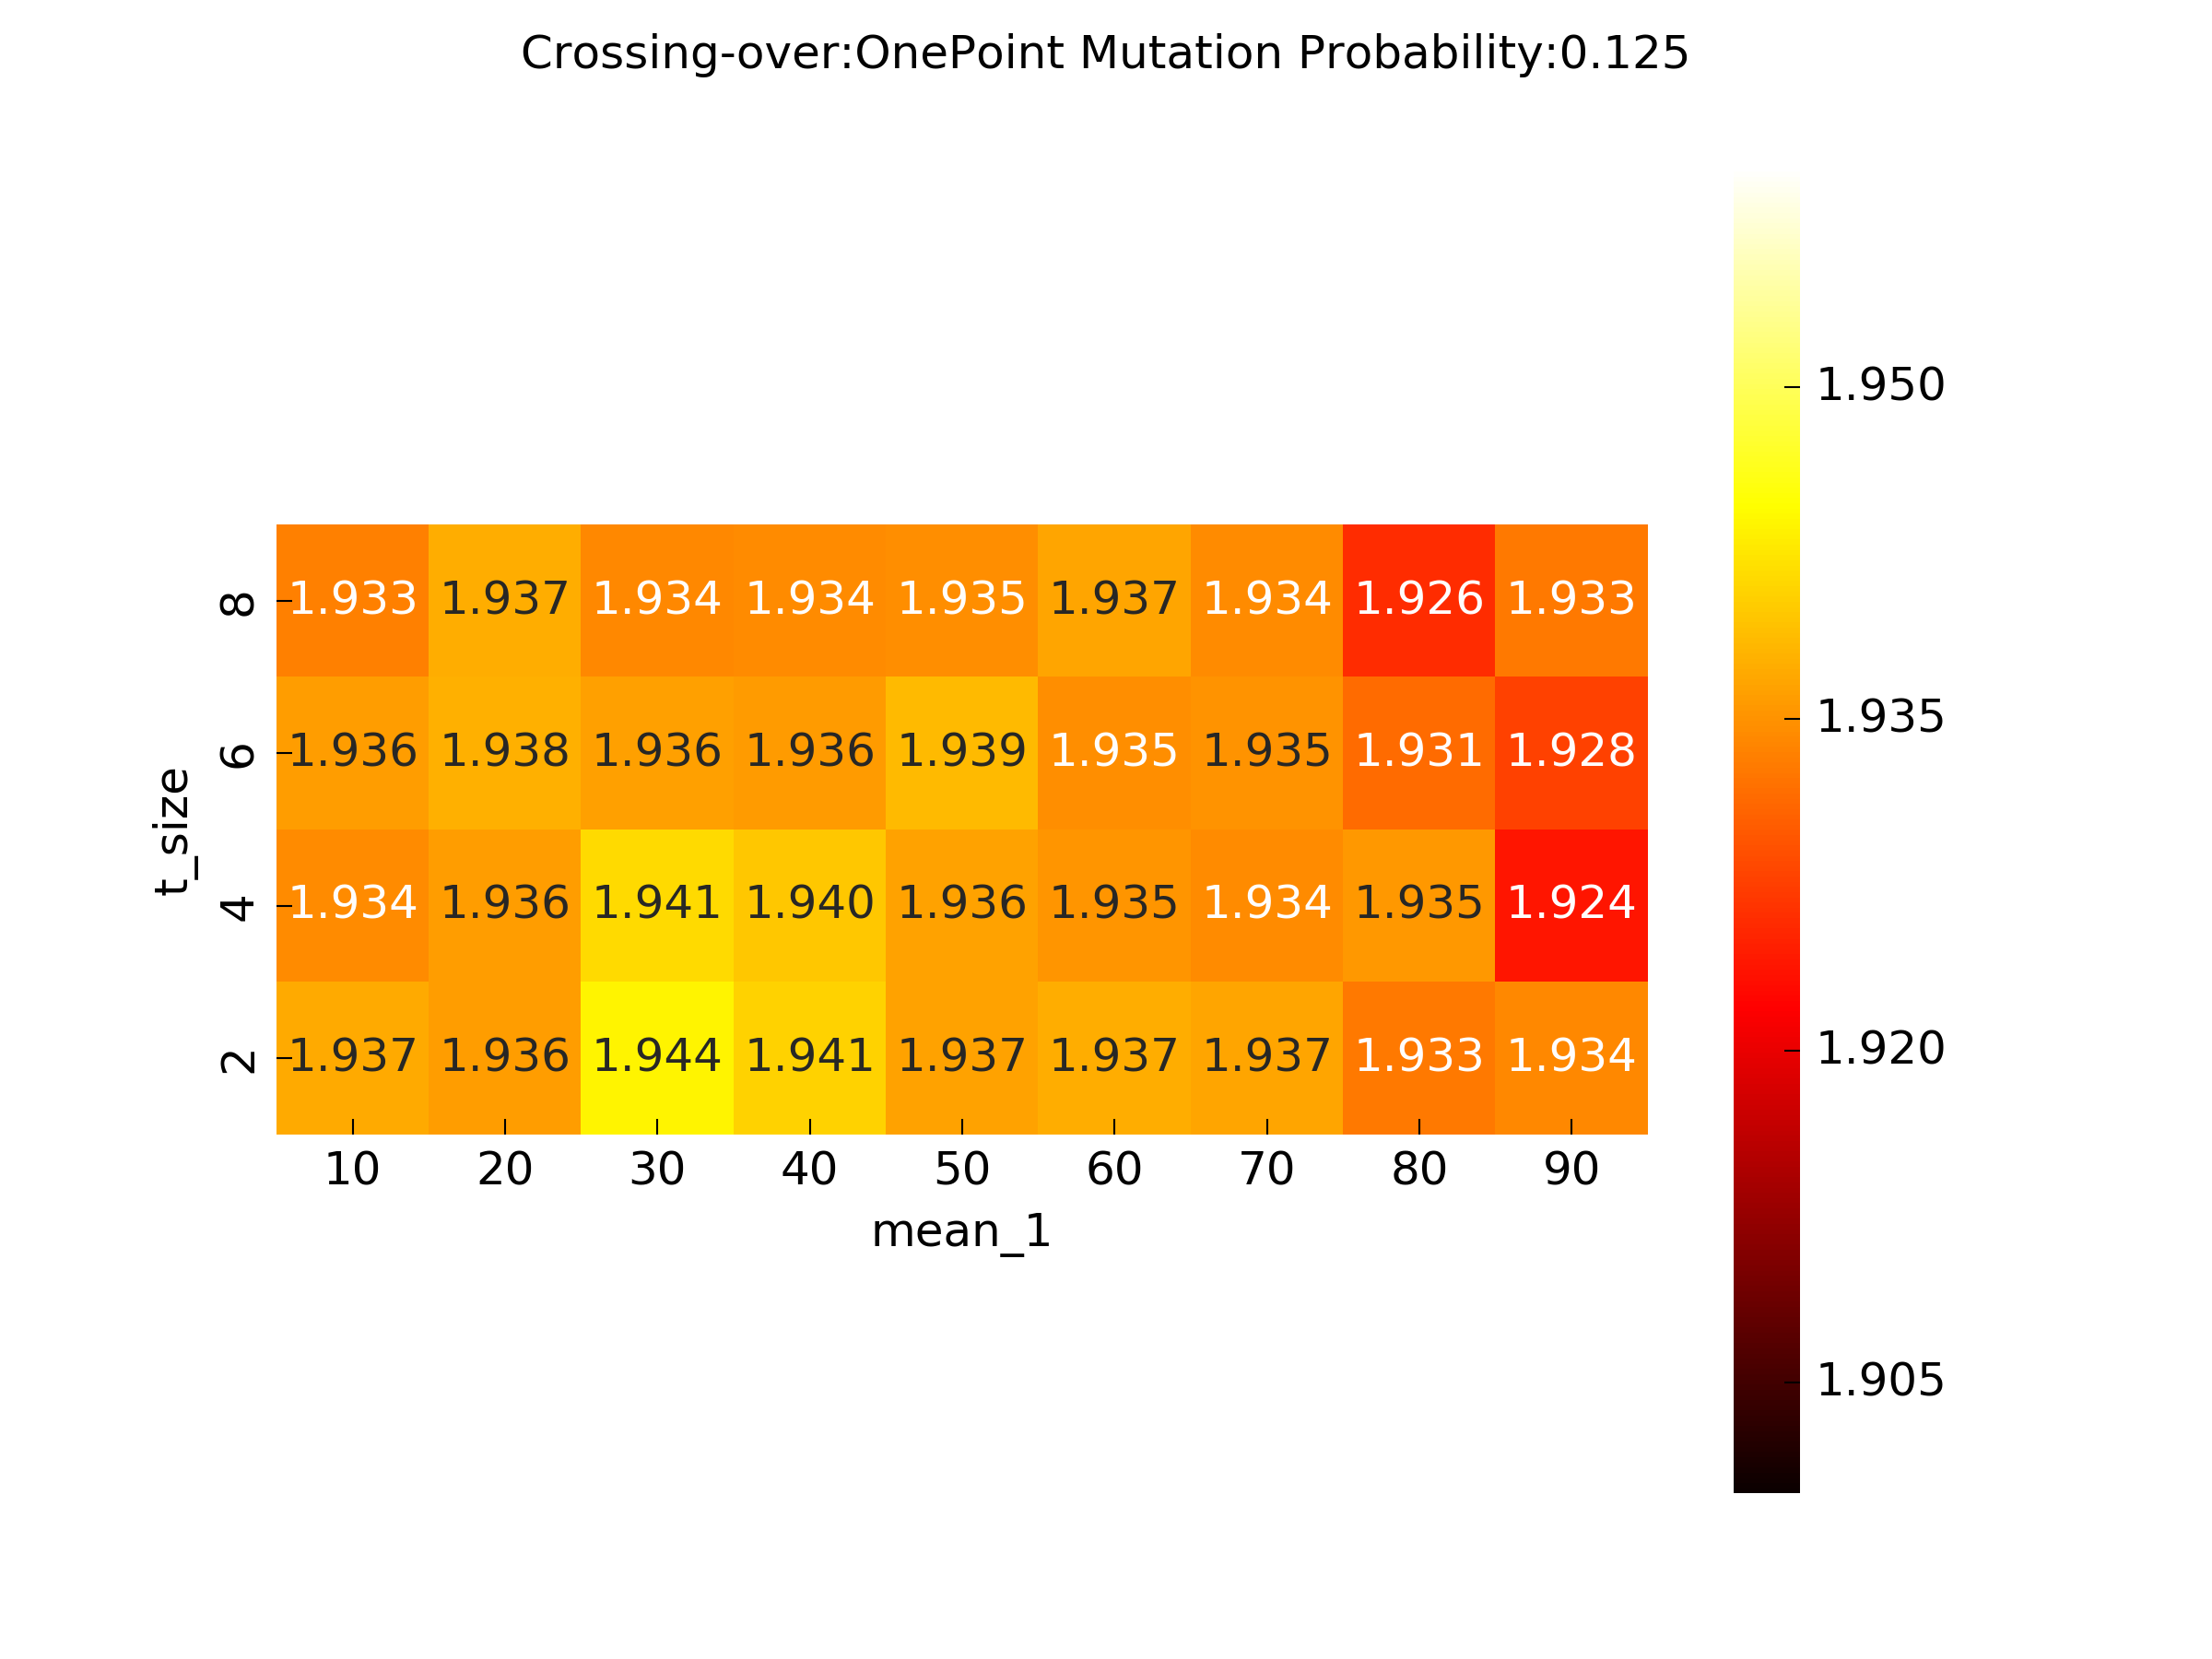 Crossing-over:OnePoint Mutation Probability:0.125
1.950
1.935
1.920
1.905
t_size
8 1.933 1.937 1.934 1.934 1.935 1.937 1.934 1.926 1.933
6 1.936 1.938 1.936 1.936 1.939 1.935 1.935 1.931 1.928
4 1.934 1.936 1.941 1.940 1.936 1.935 1.934 1.935 1.924
2 1.937 1.936 1.944 1.941 1.937 1.937 1.937 1.933 1.934
10 20 30 40 50 60 70 80 90
mean_1